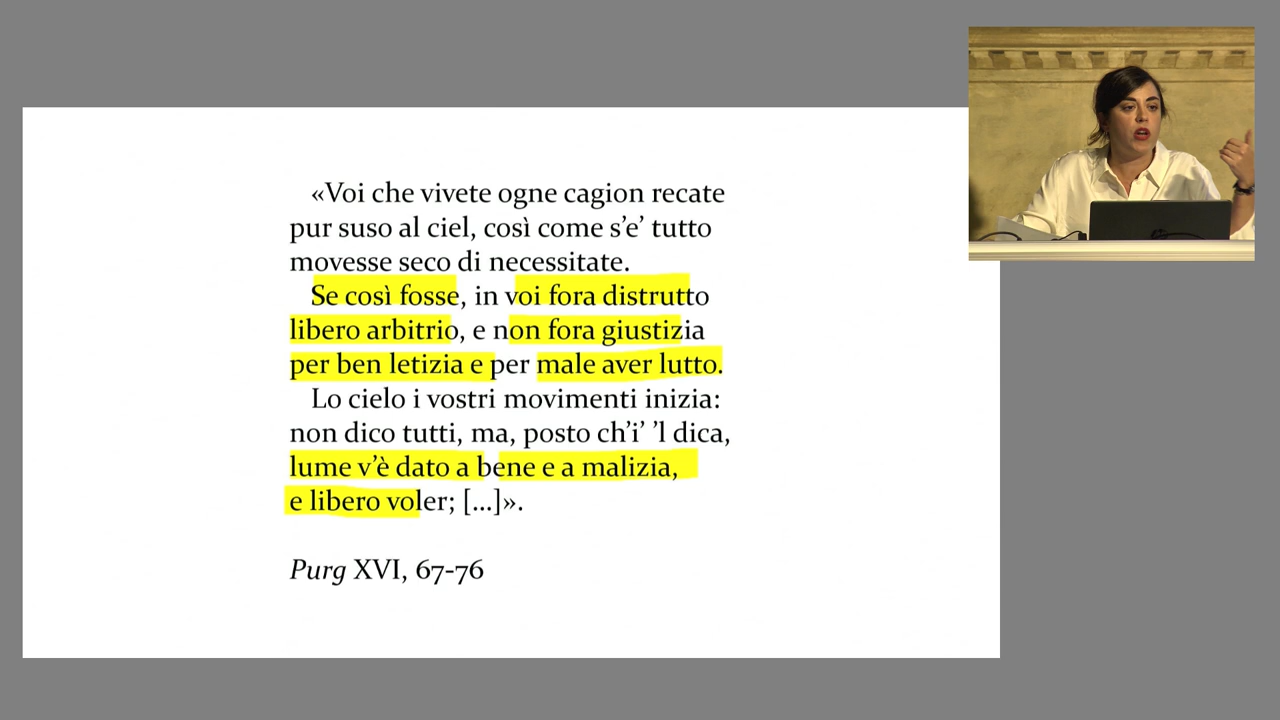 «Voi che vivete ogne cagion recate
pur suso al ciel, così come s’e’ tutto
movesse seco di necessitate.
Se così fosse, in voi fora distrutto
libero arbitrio, e non fora giustizia
per ben letizia e per male aver lutto.
Lo cielo i vostri movimenti inizia:
non dico tutti, ma, posto ch’i’ ’l dica,
lume v’è dato a bene e a malizia,
e libero voler; [...]».
Purg XVI, 67-76